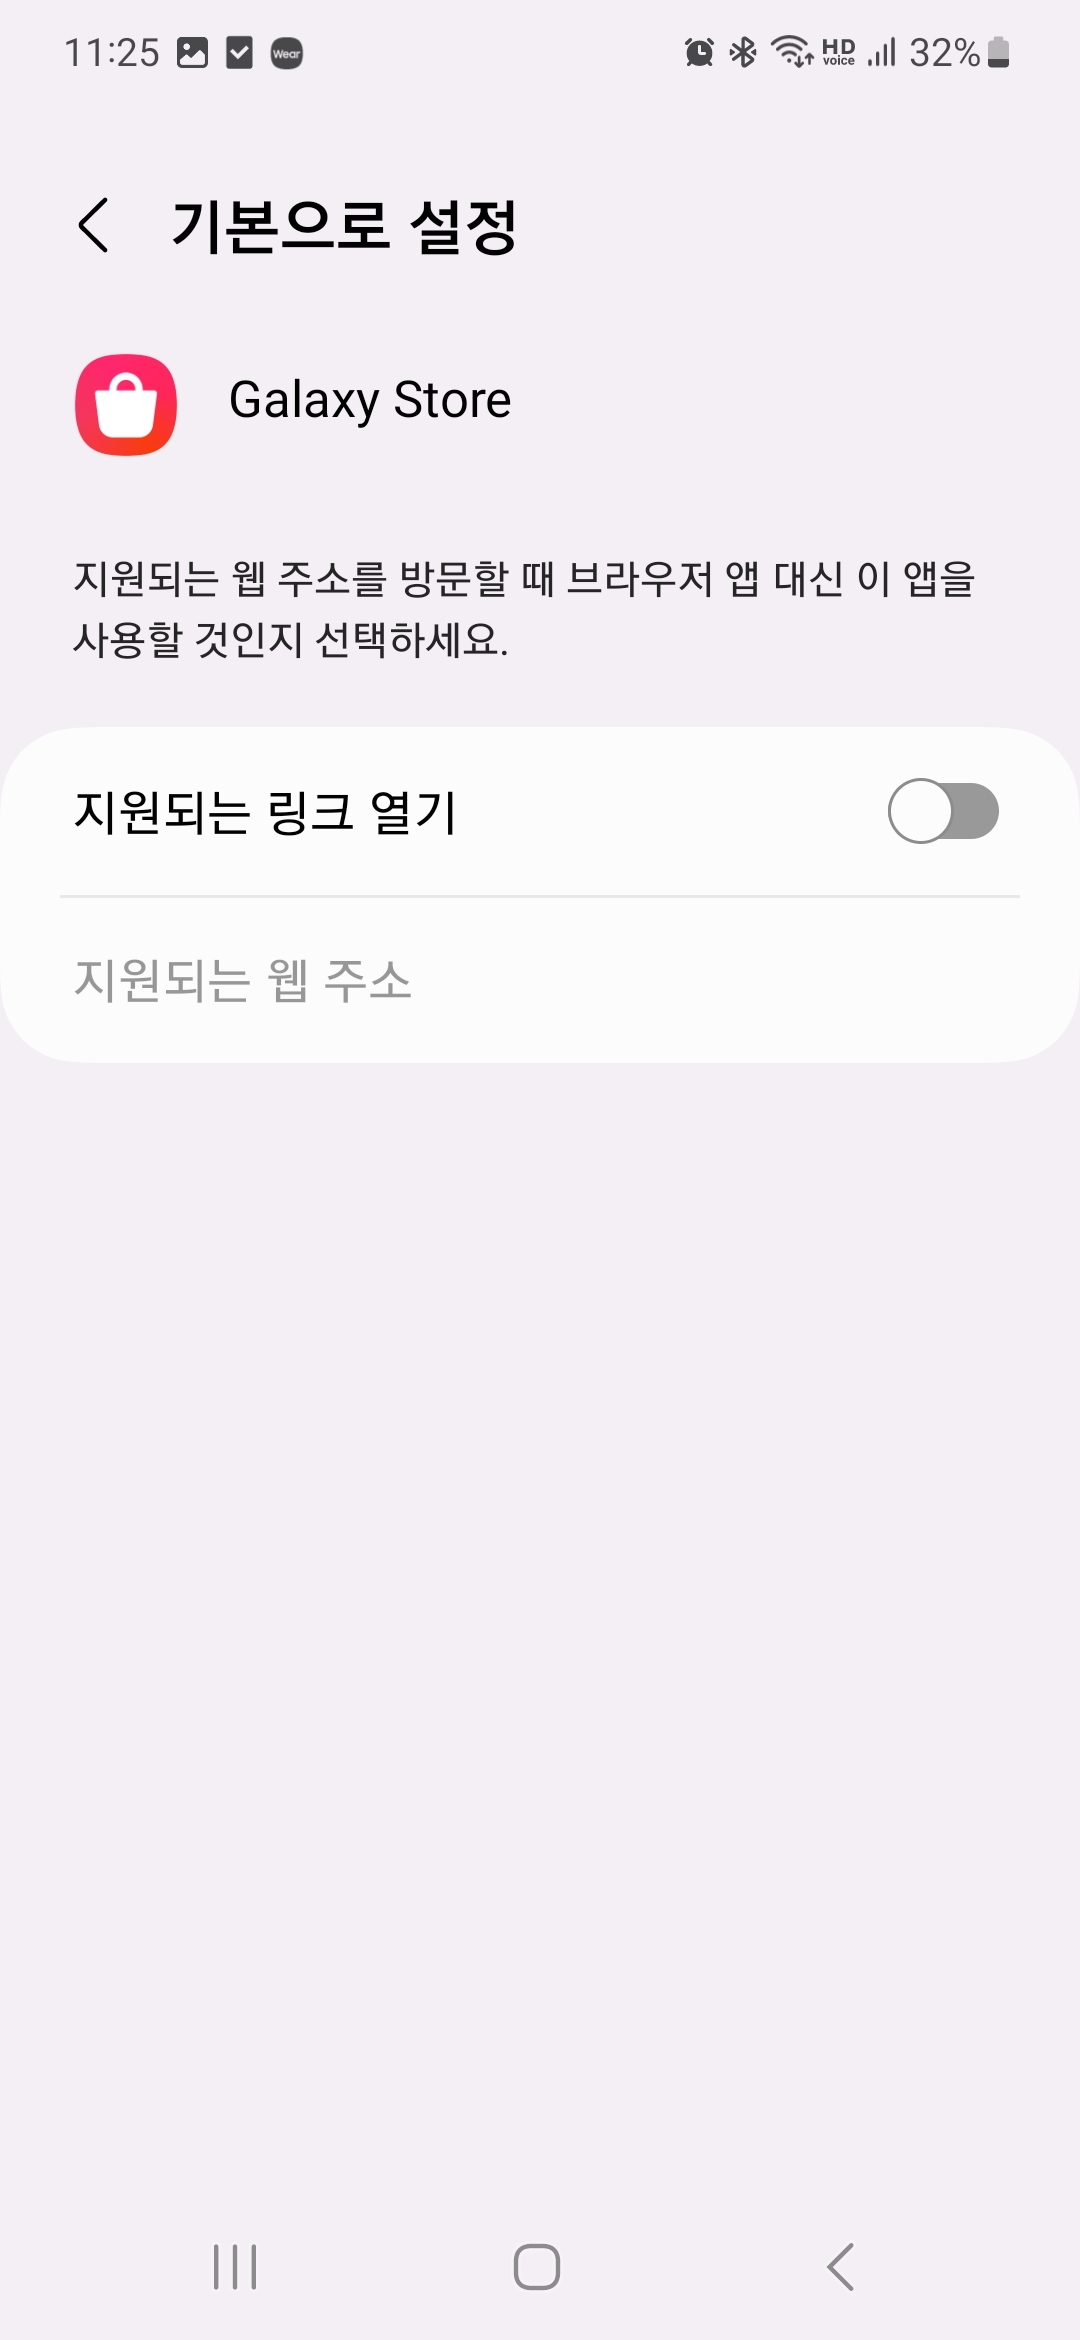 11:25 Wear HD voice 32%
기본으로 설정
Galaxy Store
지원되는 웹 주소를 방문할 때 브라우저 앱 대신 이 앱을
사용할 것인지 선택하세요.
지원되는 링크 열기
지원되는 웹 주소